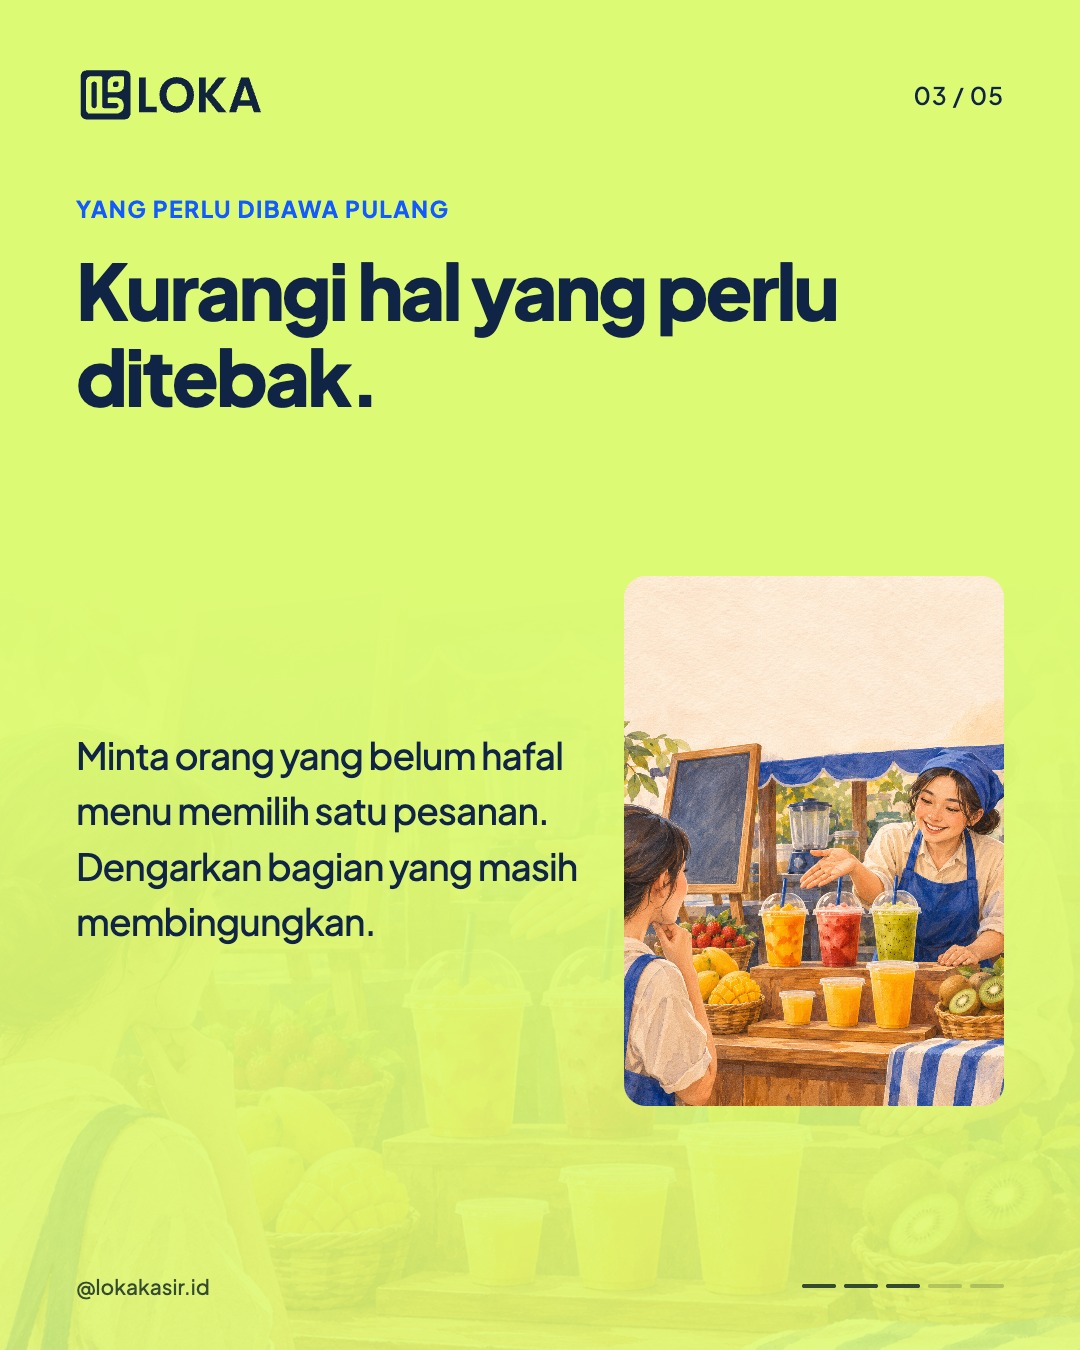 LOKA
03 / 05
YANG PERLU DIBAWA PULANG
Kurangi hal yang perlu
ditebak.
Minta orang yang belum hafal
menu memilih satu pesanan.
Dengarkan bagian yang masih
membingungkan.
@lokakasir.id